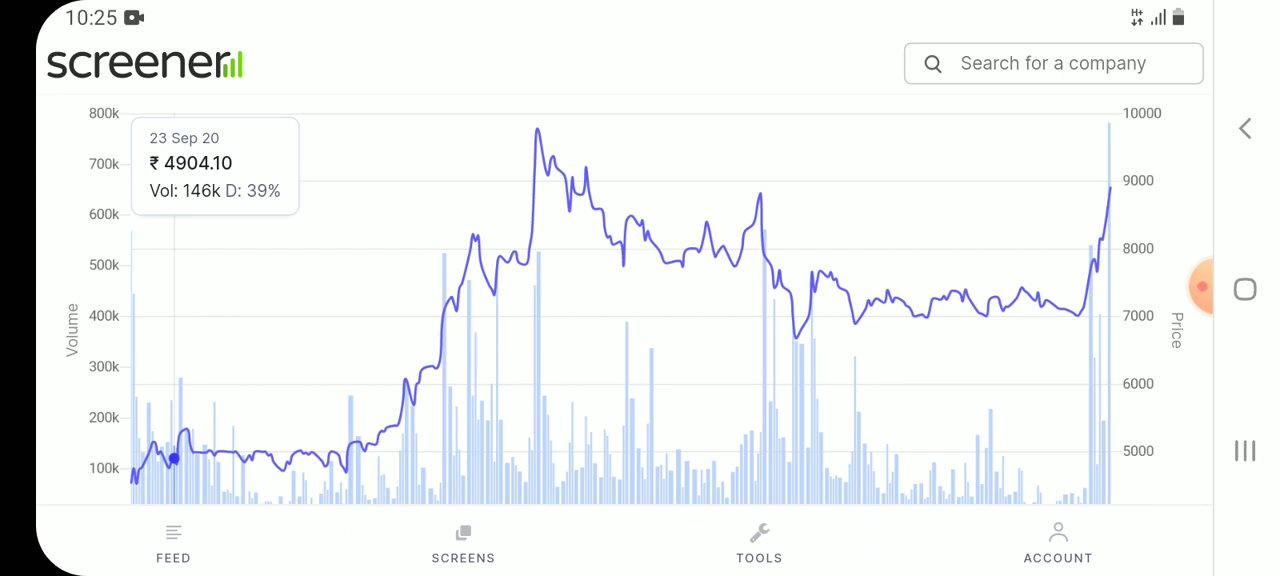 10:25
H+
screener
Search for a company
800k
700k
600k
500k
400k
300k
200k
100k
Volume
23 Sep 20
₹ 4904.10
Vol: 146k D: 39%
10000
9000
8000
7000
6000
5000
Price
FEED
SCREENS
TOOLS
ACCOUNT